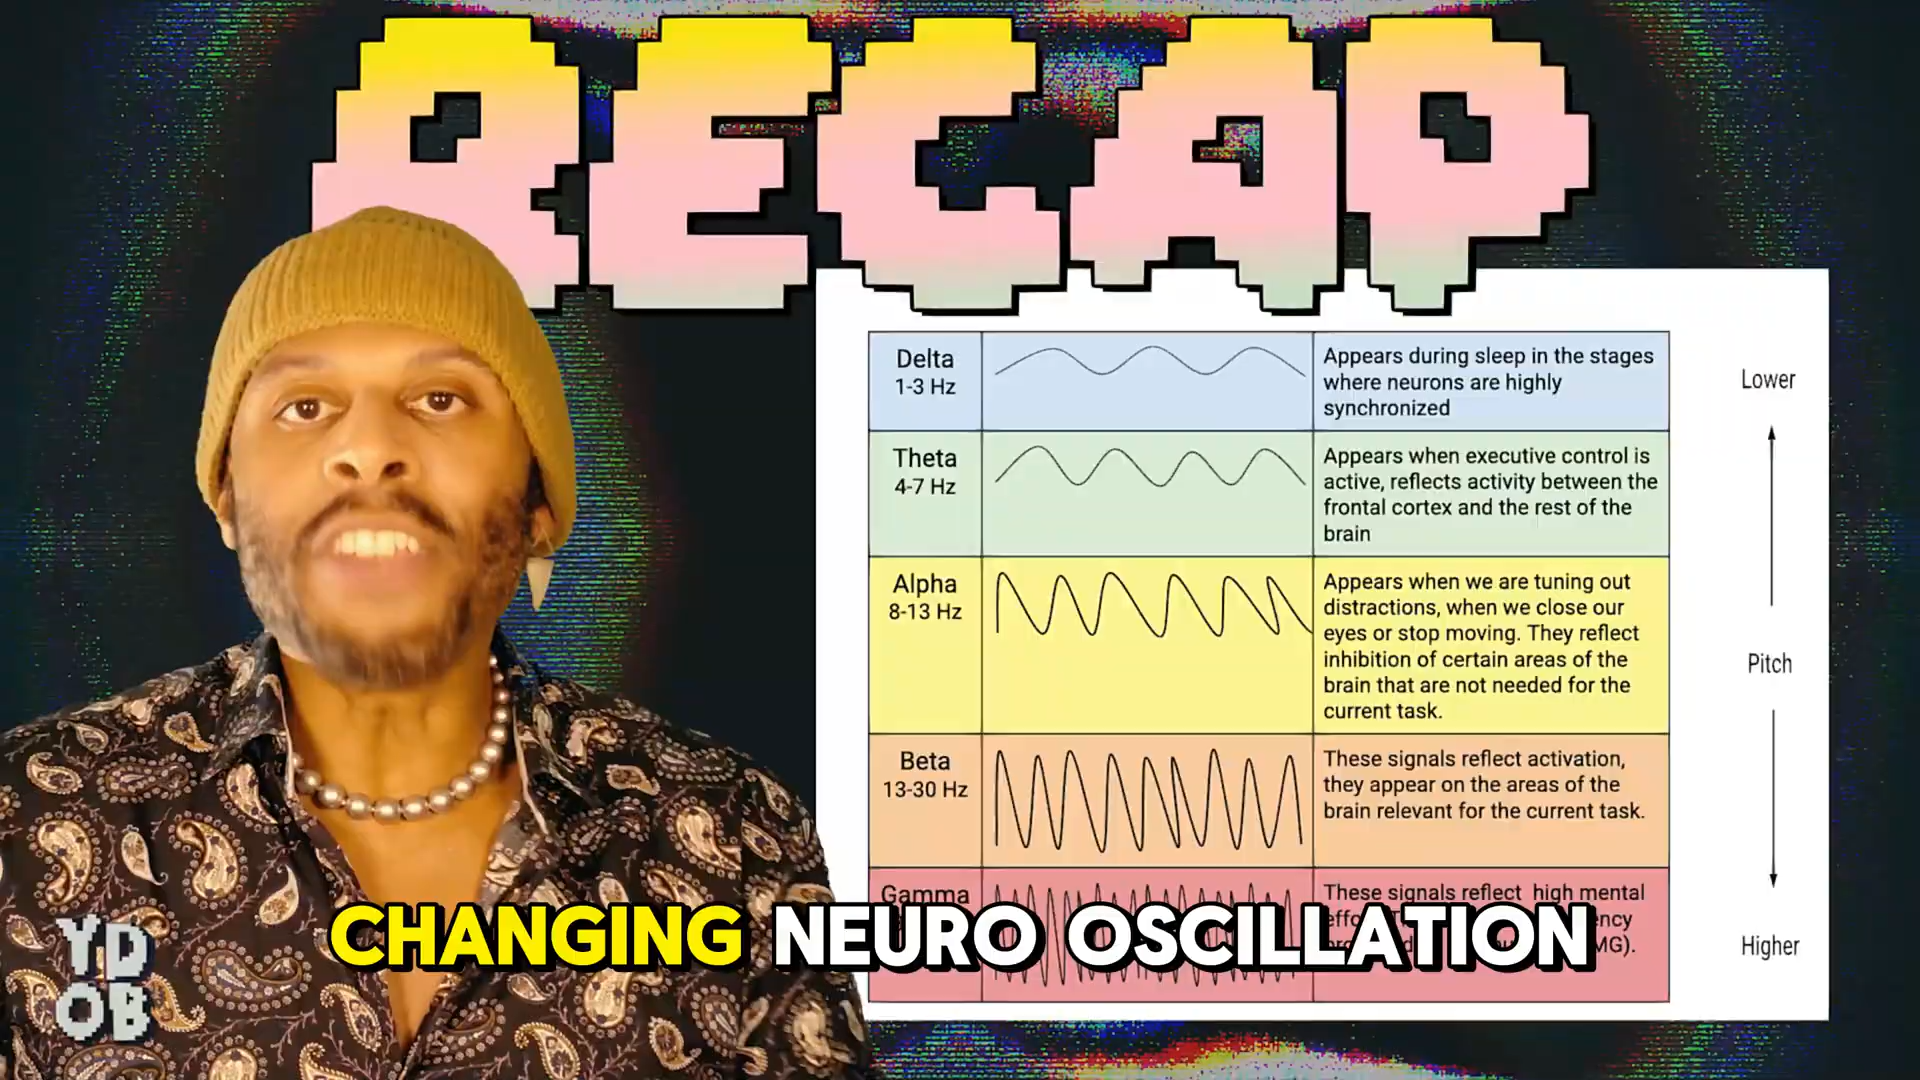 RECAP
Delta
1-3 Hz
Appears during sleep in the stages
where neurons are highly
synchronized
Theta
4-7 Hz
Appears when executive control is
active, reflects activity between the
frontal cortex and the rest of the
brain
Alpha
8-13 Hz
Appears when we are tuning out
distractions, when we close our
eyes or stop moving. They reflect
inhibition of certain areas of the
brain that are not needed for the
current task.
Beta
13-30 Hz
These signals reflect activation,
they appear on the areas of the
brain relevant for the current task.
Gamma
These signals reflect high mental
Lower
Pitch
Higher
CHANGING NEURO OSCILLATION
YD
OB